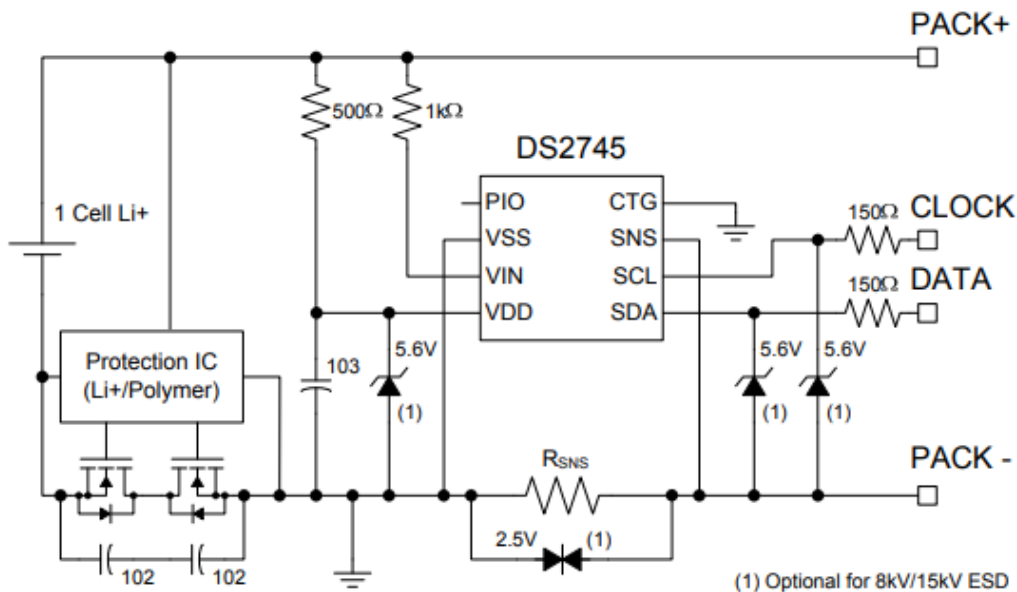 PACK+
500Ω
1kΩ
DS2745
1 Cell Li+
PIO
CTG
VSS
SNS
VIN
SCL
VDD
SDA
150Ω
CLOCK
150Ω
DATA
Protection IC
(Li+/Polymer)
103
5.6V
(1)
5.6V
(1)
5.6V
(1)
RSNS
PACK -
2.5V
(1)
102
102
(1) Optional for 8kV/15kV ESD